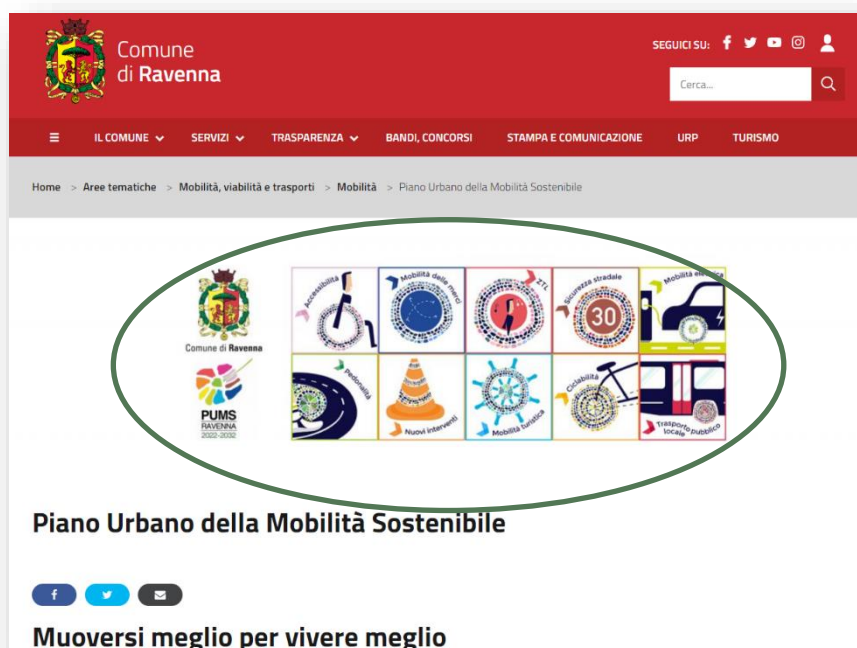 Comune
di Ravenna
SEGUICI SU:
Cerca...
IL COMUNE
SERVIZI
TRASPARENZA
BANDI, CONCORSI
STAMPA E COMUNICAZIONE
URP
TURISMO
Home > Aree tematiche > Mobilità, viabilità e trasporti > Mobilità > Piano Urbano della Mobilità Sostenibile
Comune di Ravenna
PUMS
RAVENNA
2022-2032
Accessibilità
Mobilità delle merci
ZTL
Sicurezza stradale
30
Mobilità elettrica
Pedonalità
Nuovi interventi
Mobilità turistica
Ciclabilità
Trasporto pubblico
locale
Piano Urbano della Mobilità Sostenibile
Muoversi meglio per vivere meglio